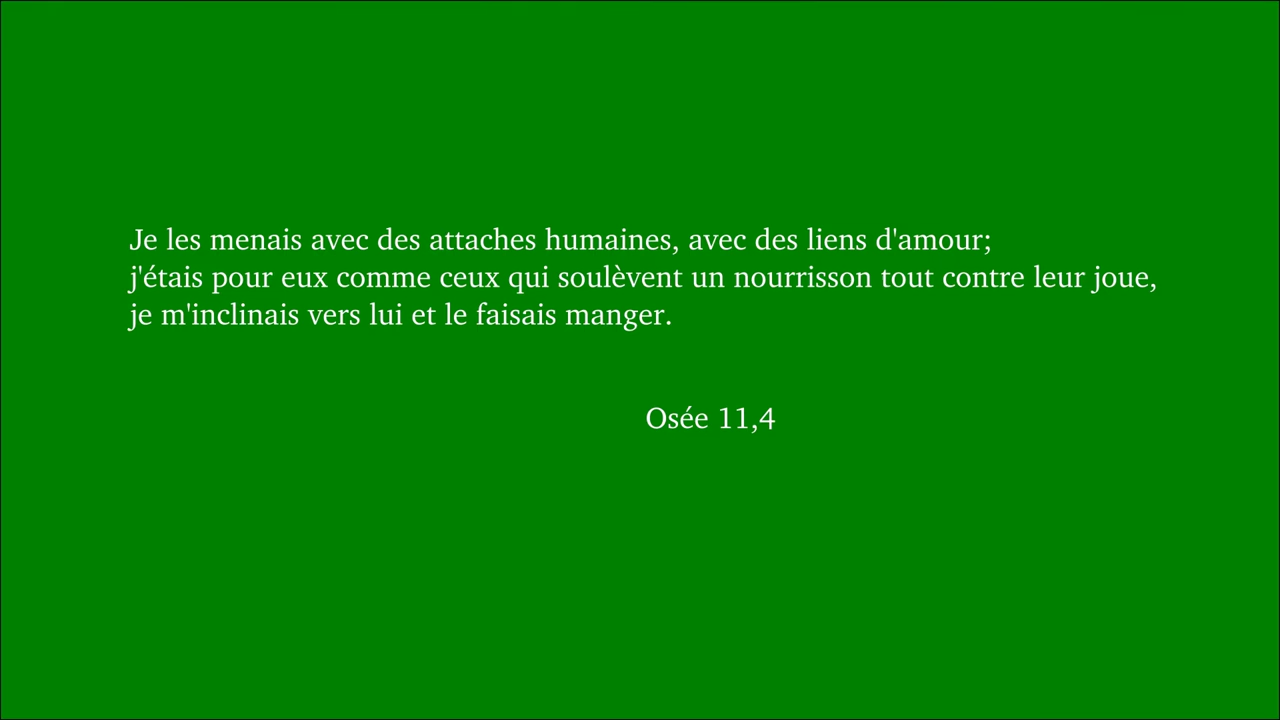 Je les menais avec des attaches humaines, avec des liens d'amour;
j'étais pour eux comme ceux qui soulèvent un nourrisson tout contre leur joue,
je m'inclinais vers lui et le faisais manger.
Osée 11,4